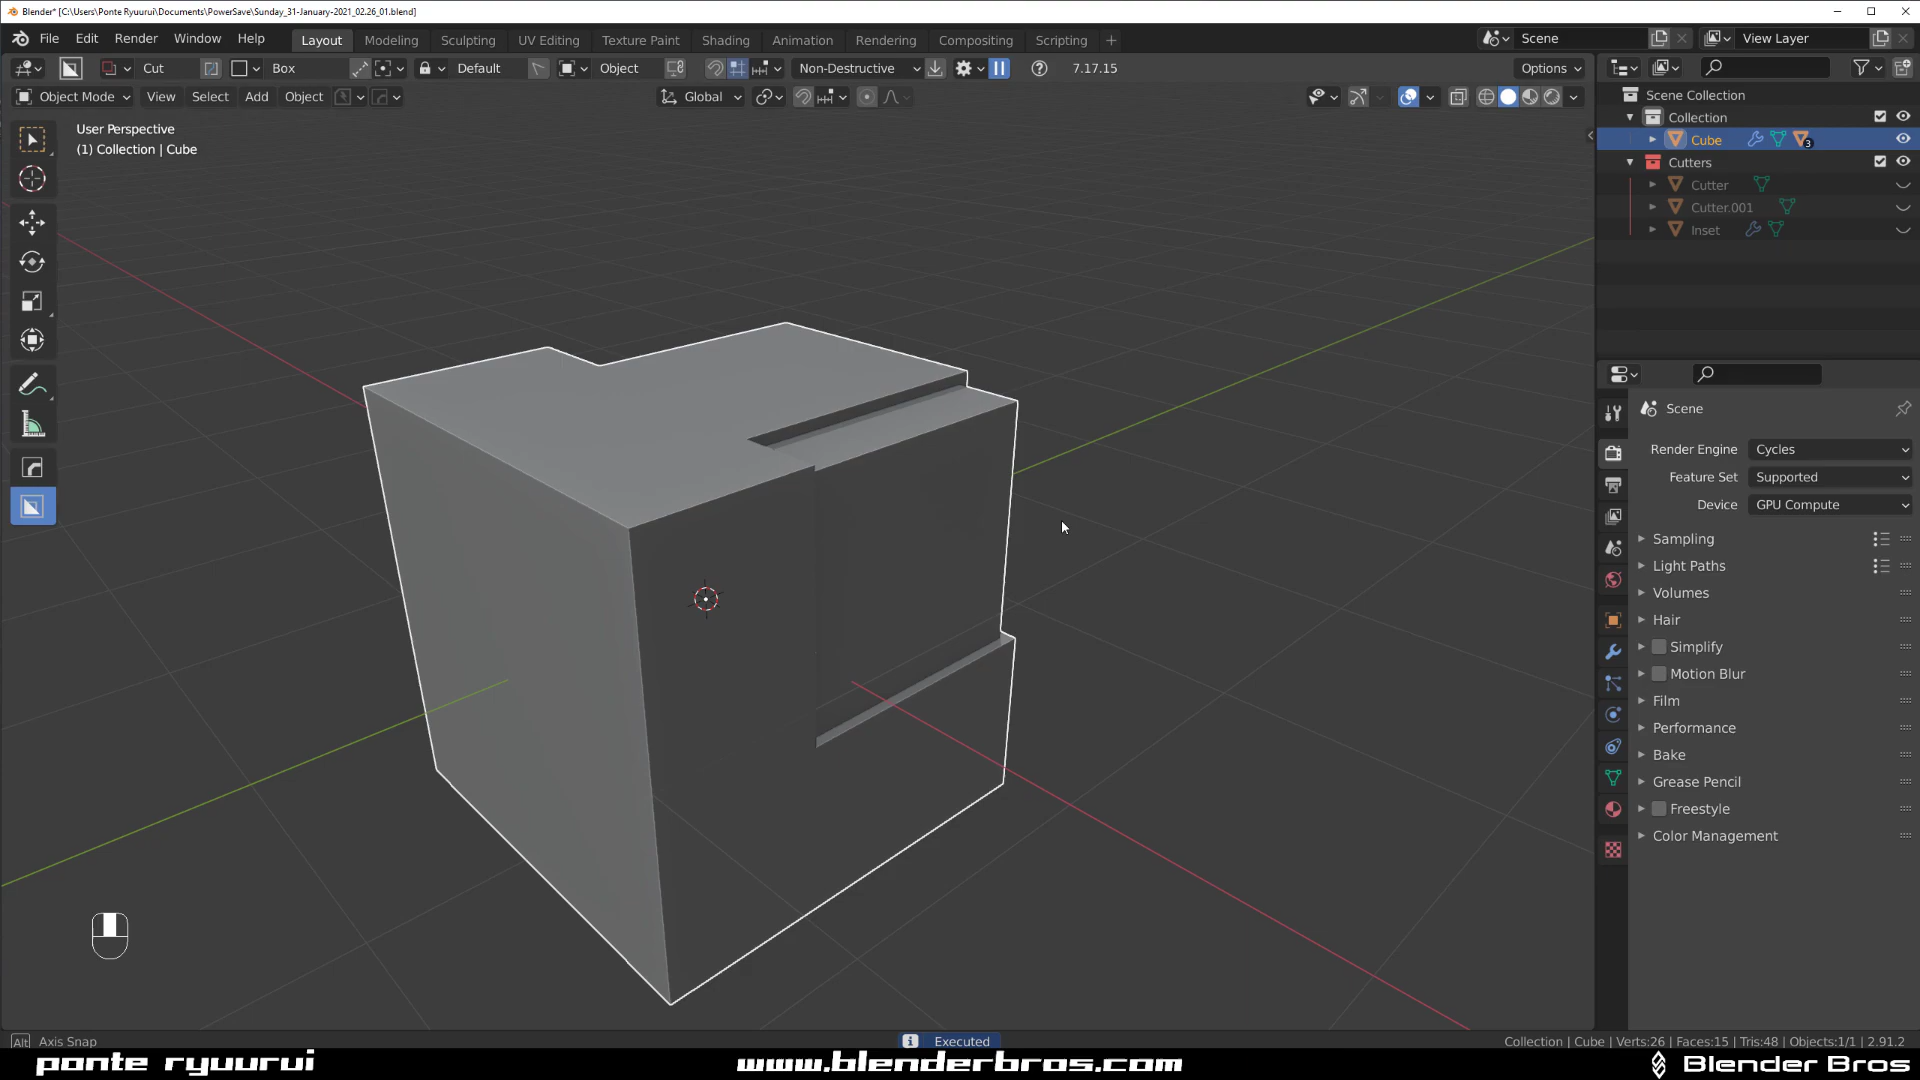 Blender* [C:\Users\Ponte Ryuurui\Documents\PowerSave\Sunday_31-January-2021_02.26_01.blend]
File Edit Render Window Help Layout Modeling Sculpting UV Editing Texture Paint Shading Animation Rendering Compositing Scripting Scene View Layer
Cut Box Default Object Non-Destructive 7.17.15 Options
Object Mode View Select Add Object Global
User Perspective
(1) Collection | Cube
Scene Collection
Collection
Cube 3
Cutters
Cutter
Cutter.001
Inset
Scene
Render Engine Cycles
Feature Set Supported
Device GPU Compute
Sampling
Light Paths
Volumes
Hair
Simplify
Motion Blur
Film
Performance
Bake
Grease Pencil
Freestyle
Color Management
Alt Axis Snap Executed Collection | Cube | Verts:26 | Faces:15 | Tris:48 | Objects:1/1 | 2.91.2
ponte ryuurui www.blenderbros.com Blender Bros